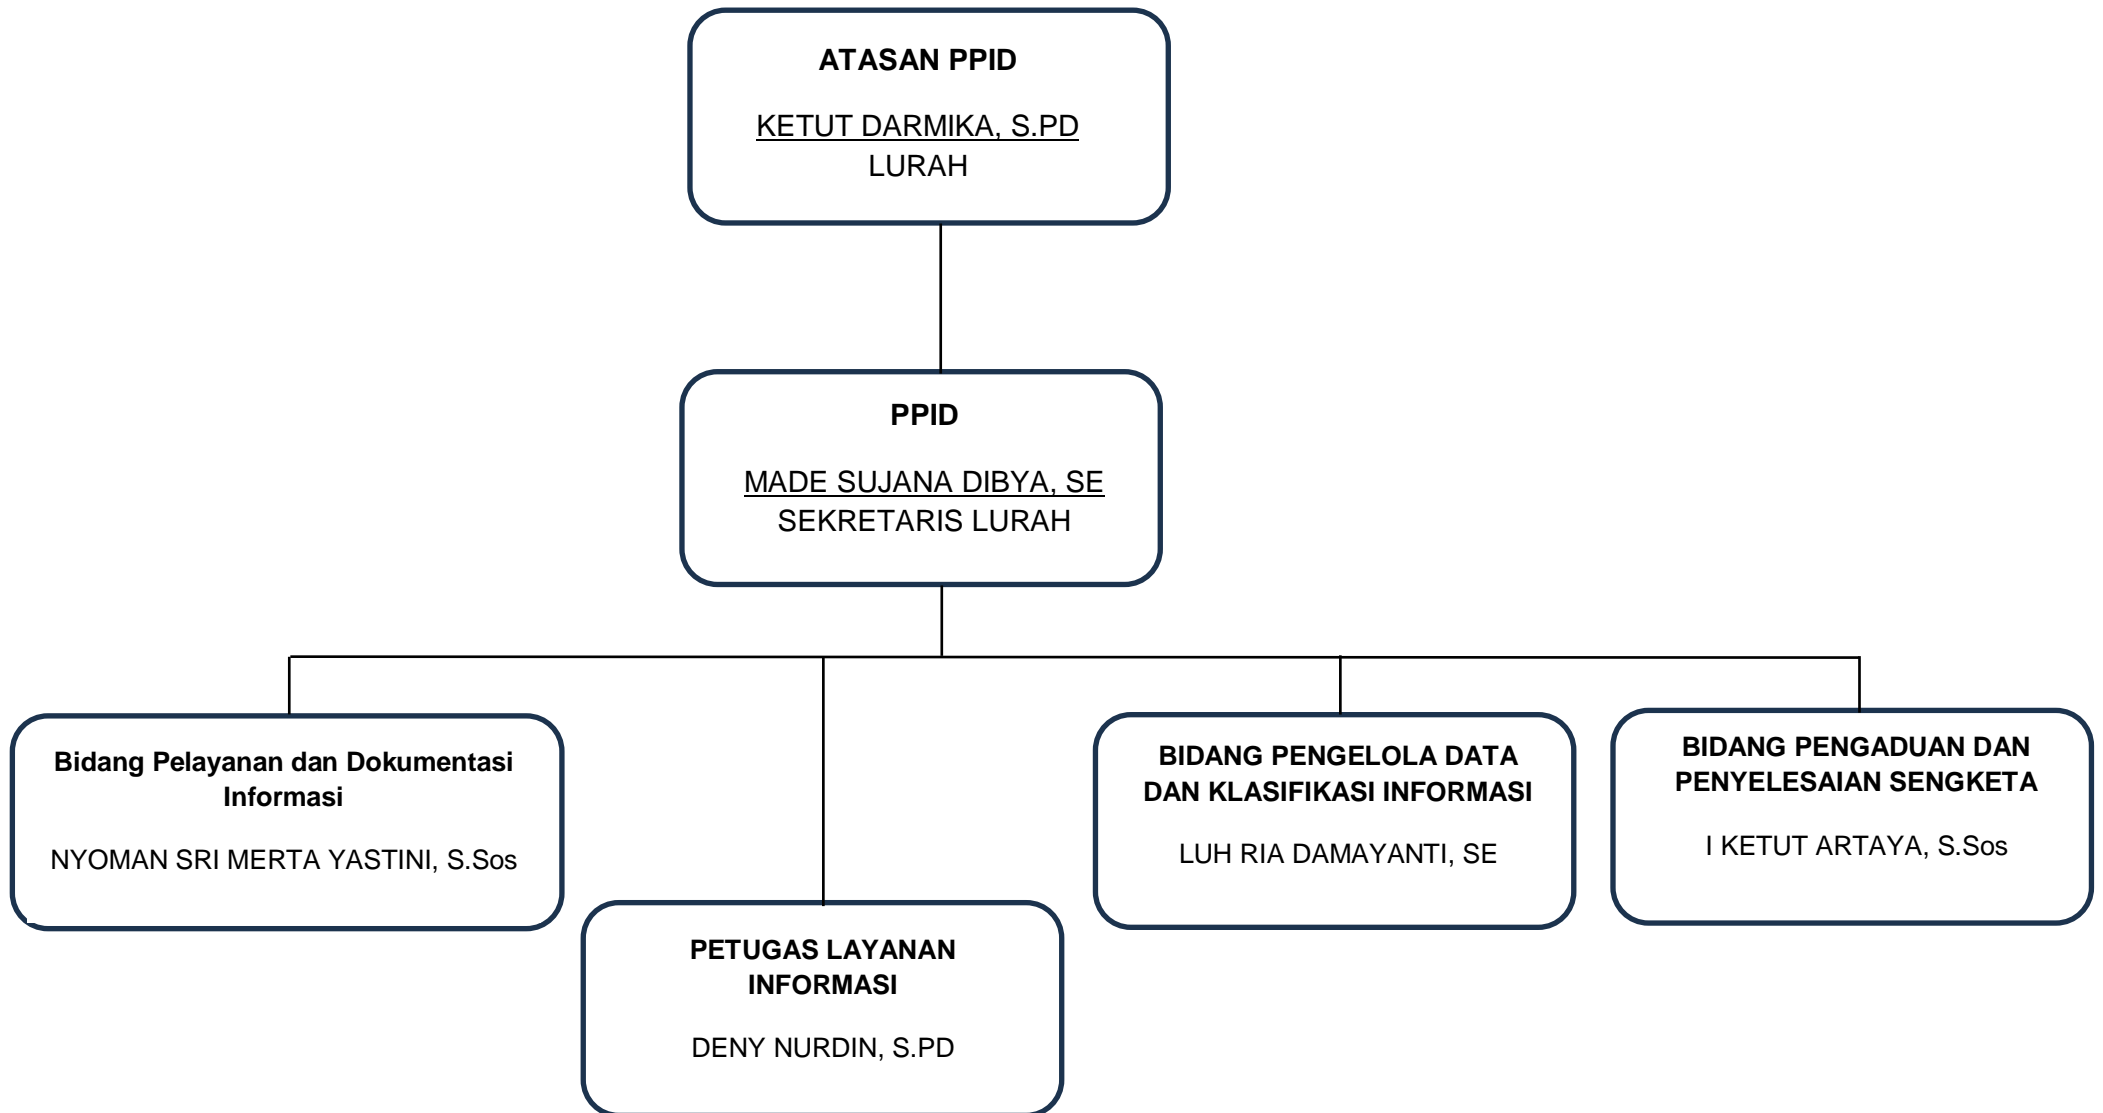 ATASAN PPID
KETUT DARMIKA, S.PD
LURAH
PPID
MADE SUJANA DIBYA, SE
SEKRETARIS LURAH
Bidang Pelayanan dan Dokumentasi
Informasi
NYOMAN SRI MERTA YASTINI, S.Sos
PETUGAS LAYANAN
INFORMASI
DENY NURDIN, S.PD
BIDANG PENGELOLA DATA
DAN KLASIFIKASI INFORMASI
LUH RIA DAMAYANTI, SE
BIDANG PENGADUAN DAN
PENYELESAIAN SENGKETA
I KETUT ARTAYA, S.Sos